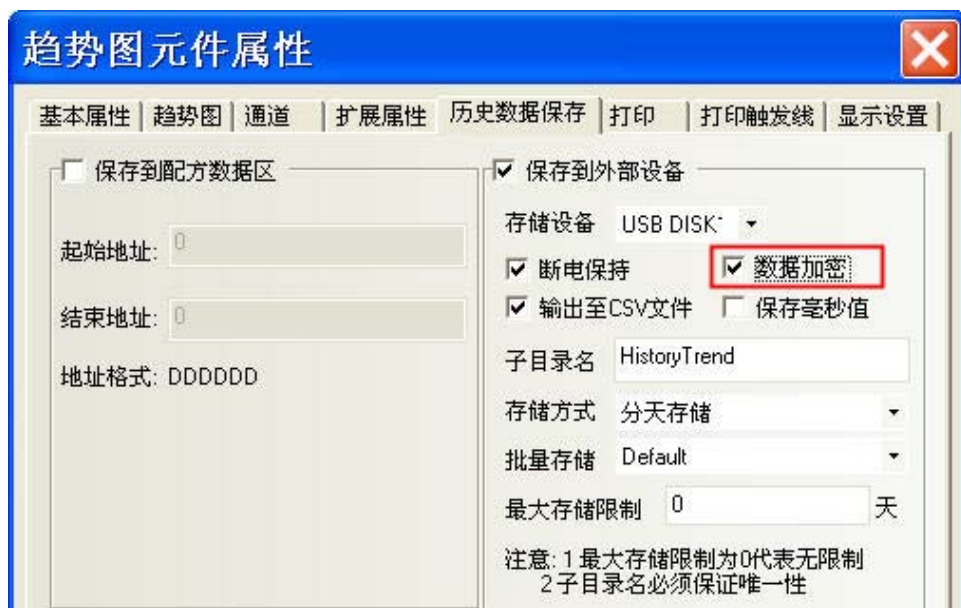 趋势图元件属性
基本属性 趋势图 通道 扩展属性 历史数据保存 打印 打印触发线 显示设置
保存到配方数据区
起始地址: 0
结束地址: 0
地址格式: DDDDDD
保存到外部设备
存储设备 USB DISK
断电保持 数据加密
输出至CSV文件 保存毫秒值
子目录名 HistoryTrend
存储方式 分天存储
批量存储 Default
最大存储限制 0 天
注意: 1 最大存储限制为0代表无限制
2 子目录名必须保证唯一性